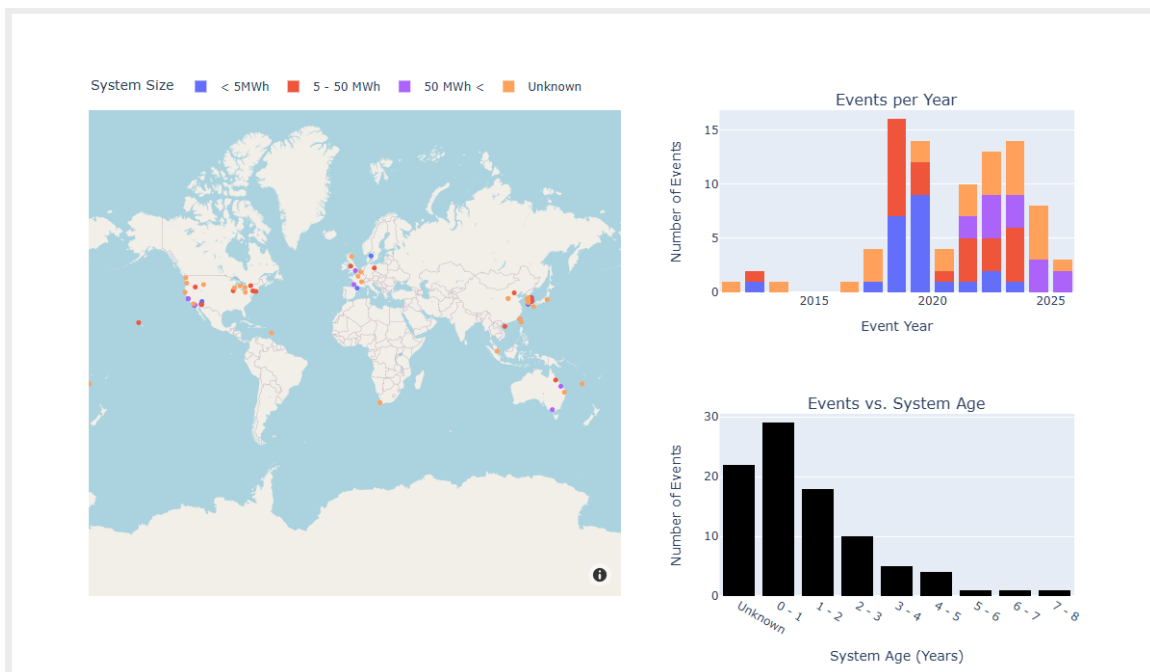 System Size < 5MWh 5 - 50 MWh 50 MWh < Unknown
Events per Year
Number of Events
15
10
5
0
2015 2020 2025
Event Year
Events vs. System Age
Number of Events
30
20
10
0
Unknown 0 - 1 1 - 2 2 - 3 3 - 4 4 - 5 5 - 6 6 - 7 7 - 8
System Age (Years)